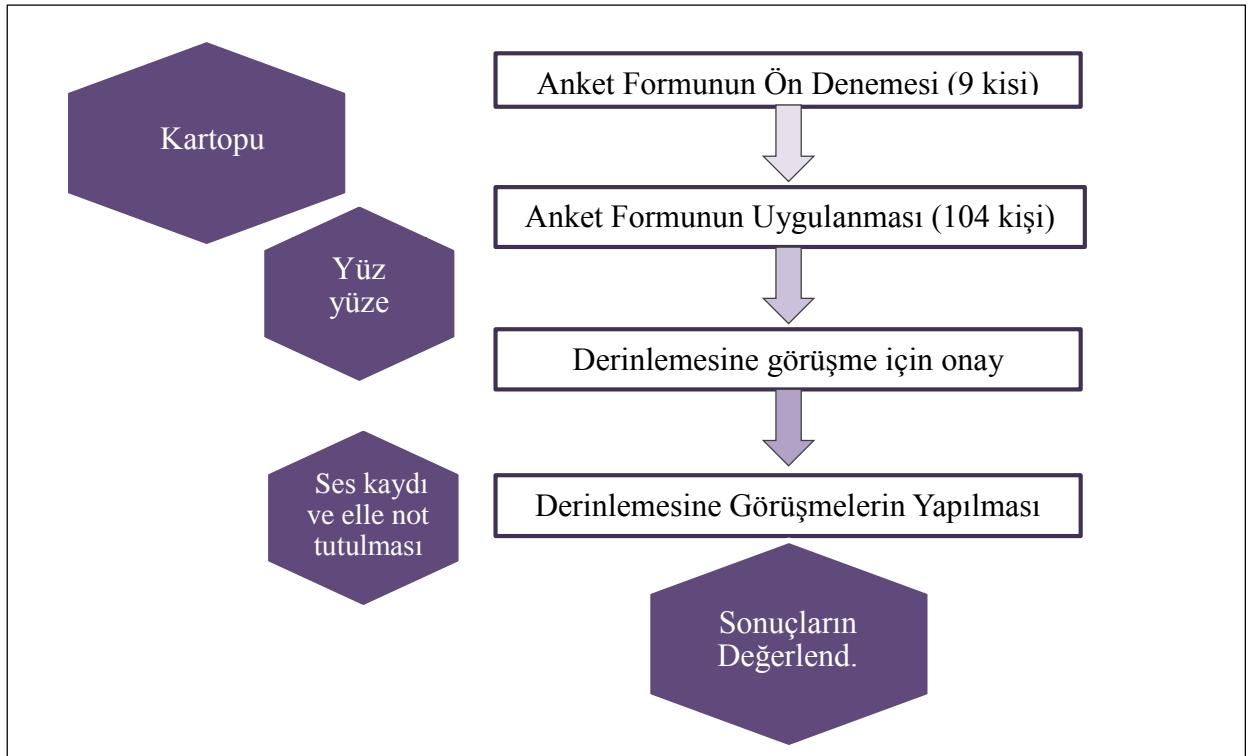 Kartopu
Anket Formunun Ön Denemesi (9 kişi)
Anket Formunun Uygulanması (104 kişi)
Yüz
yüze
Derinlemesine görüşme için onay
Ses kaydı
ve elle not
tutulması
Derinlemesine Görüşmelerin Yapılması
Sonuçların
Değerlend.